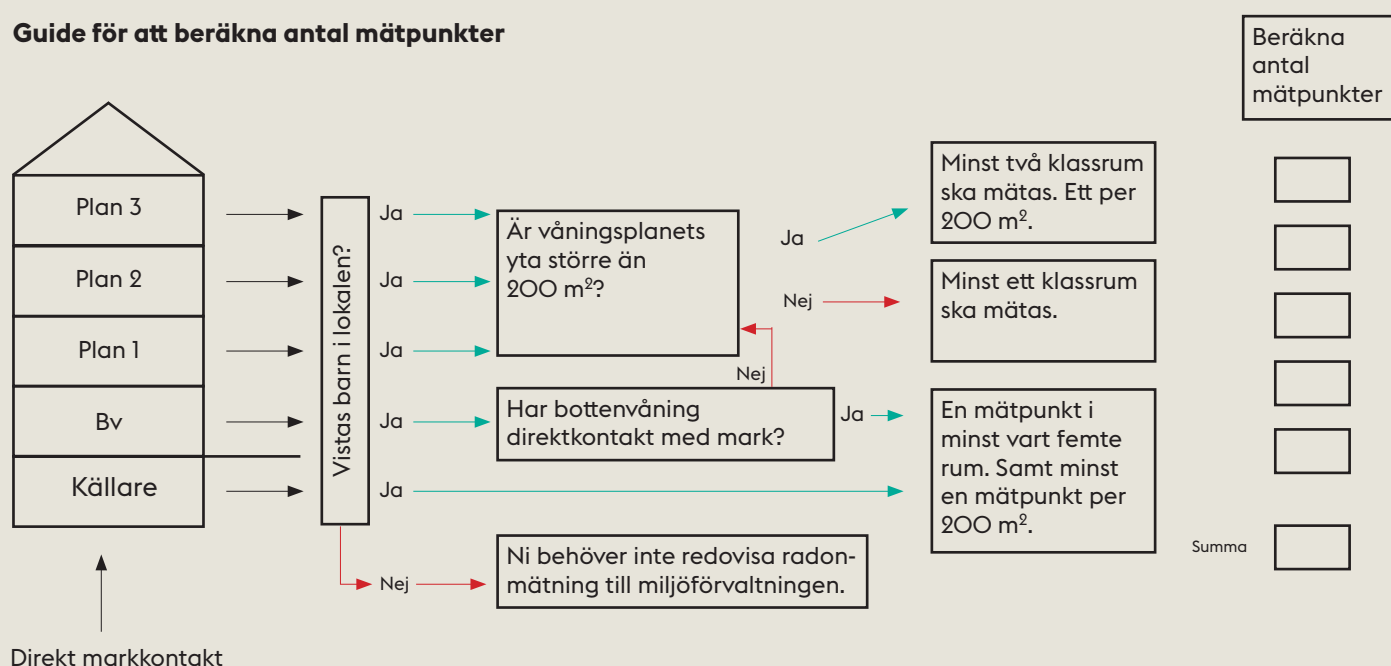 Guide för att beräkna antal mätpunkter
Beräkna
antal
mätpunkter
Plan 3
Plan 2
Plan 1
Bv
Källare
Direkt markkontakt
Vistas barn i lokalen?
Ja
Ja
Ja
Ja
Ja
Nej
Är våningsplanets
yta större än
200 m²?
Ja
Nej
Nej
Har bottenvåning
direktkontakt med mark?
Ja
Ni behöver inte redovisa radon-
mätning till miljöförvaltningen.
Minst två klassrum
ska mätas. Ett per
200 m².
Minst ett klassrum
ska mätas.
En mätpunkt i
minst vart femte
rum. Samt minst
en mätpunkt per
200 m².
Summa